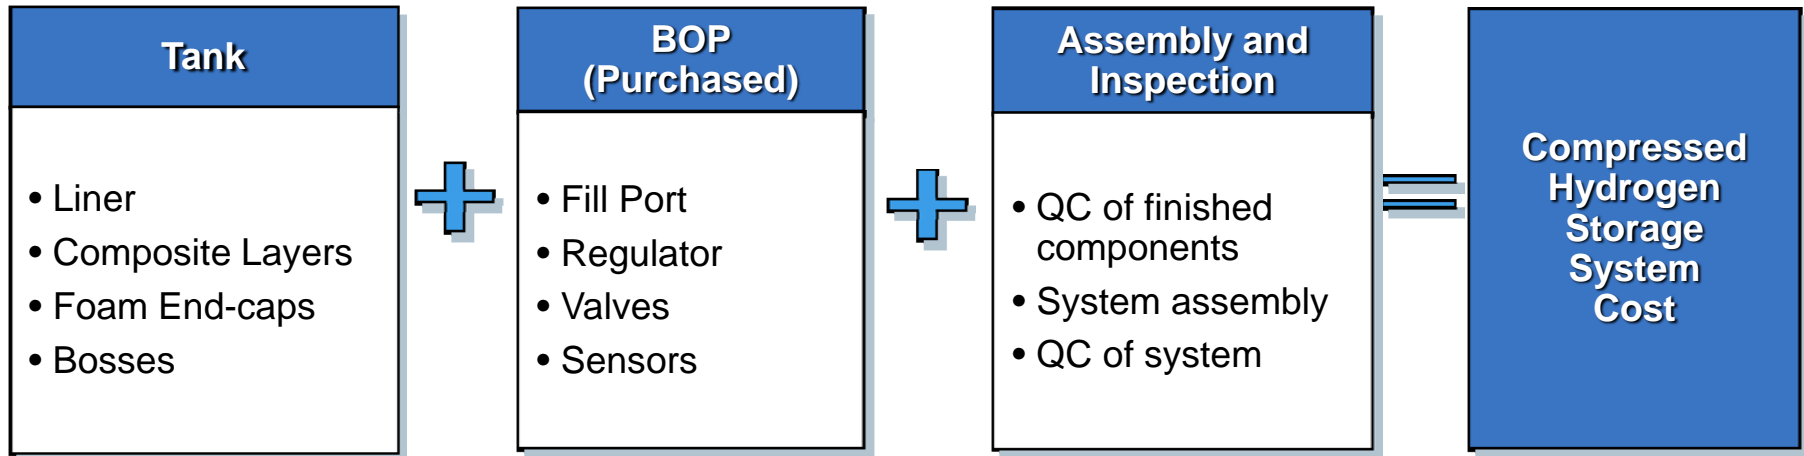 Tank
• Liner
• Composite Layers
• Foam End-caps
• Bosses
BOP
(Purchased)
• Fill Port
• Regulator
• Valves
• Sensors
Assembly and
Inspection
• QC of finished
components
• System assembly
• QC of system
Compressed
Hydrogen
Storage
System
Cost